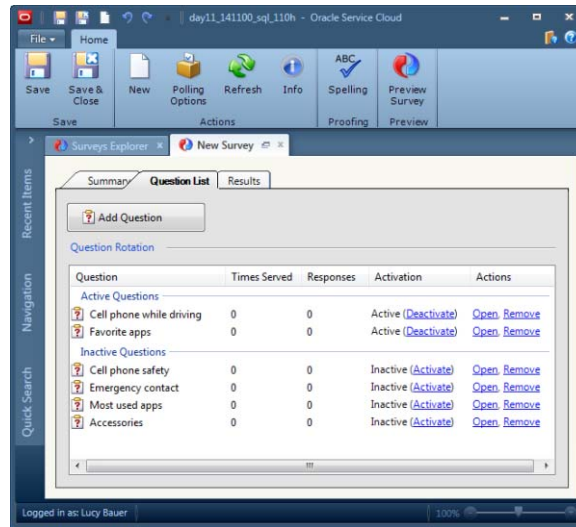 day11_141100_sql_110h - Oracle Service Cloud
File Home
Save Save & Close New Polling Options Refresh Info ABC Spelling Preview Survey
Save Actions Proofing Preview
Surveys Explorer New Survey
Summary Question List Results
Add Question
Question Rotation
Question Times Served Responses Activation Actions
Active Questions
Cell phone while driving 0 0 Active (Deactivate) Open, Remove
Favorite apps 0 0 Active (Deactivate) Open, Remove
Inactive Questions
Cell phone safety 0 0 Inactive (Activate) Open, Remove
Emergency contact 0 0 Inactive (Activate) Open, Remove
Most used apps 0 0 Inactive (Activate) Open, Remove
Accessories 0 0 Inactive (Activate) Open, Remove
Recent Items
Navigation
Quick Search
Logged in as: Lucy Bauer 100%